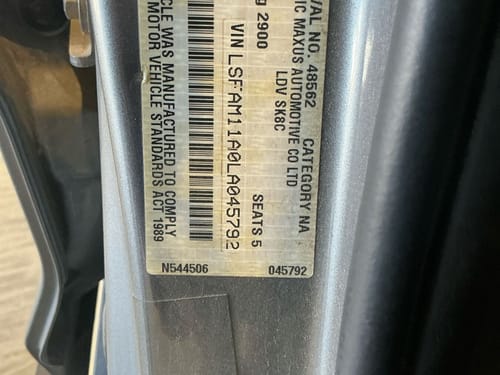 VAL NO. 48562 CATEGORY NA
IC MAXUS AUTOMOTIVE CO LTD
LDV SK8C
g 2900
VIN LSFAM11A0LA045792
SEATS 5
ICLE WAS MANUFACTURED TO COMPLY
MOTOR VEHICLE STANDARDS ACT 1989
N544506 045792